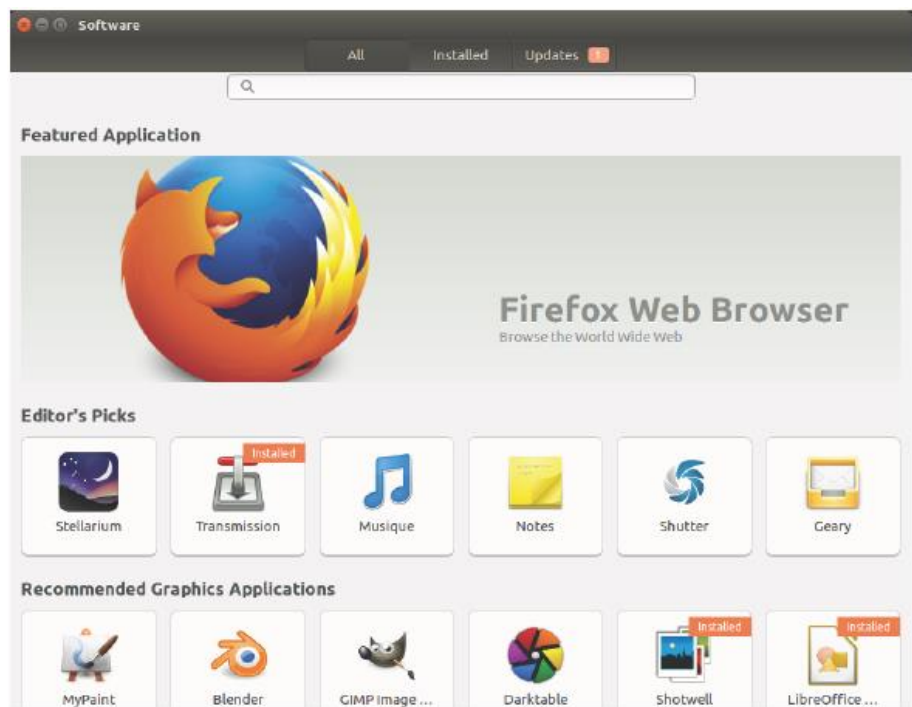 Software
All Installed Updates 1
Featured Application
Firefox Web Browser
Browse the World Wide Web
Editor's Picks
Installed
Stellarium Transmission Musique Notes Shutter Geary
Recommended Graphics Applications
Installed Installed
MyPaint Blender GIMP Image ... Darktable Shotwell LibreOffice ...